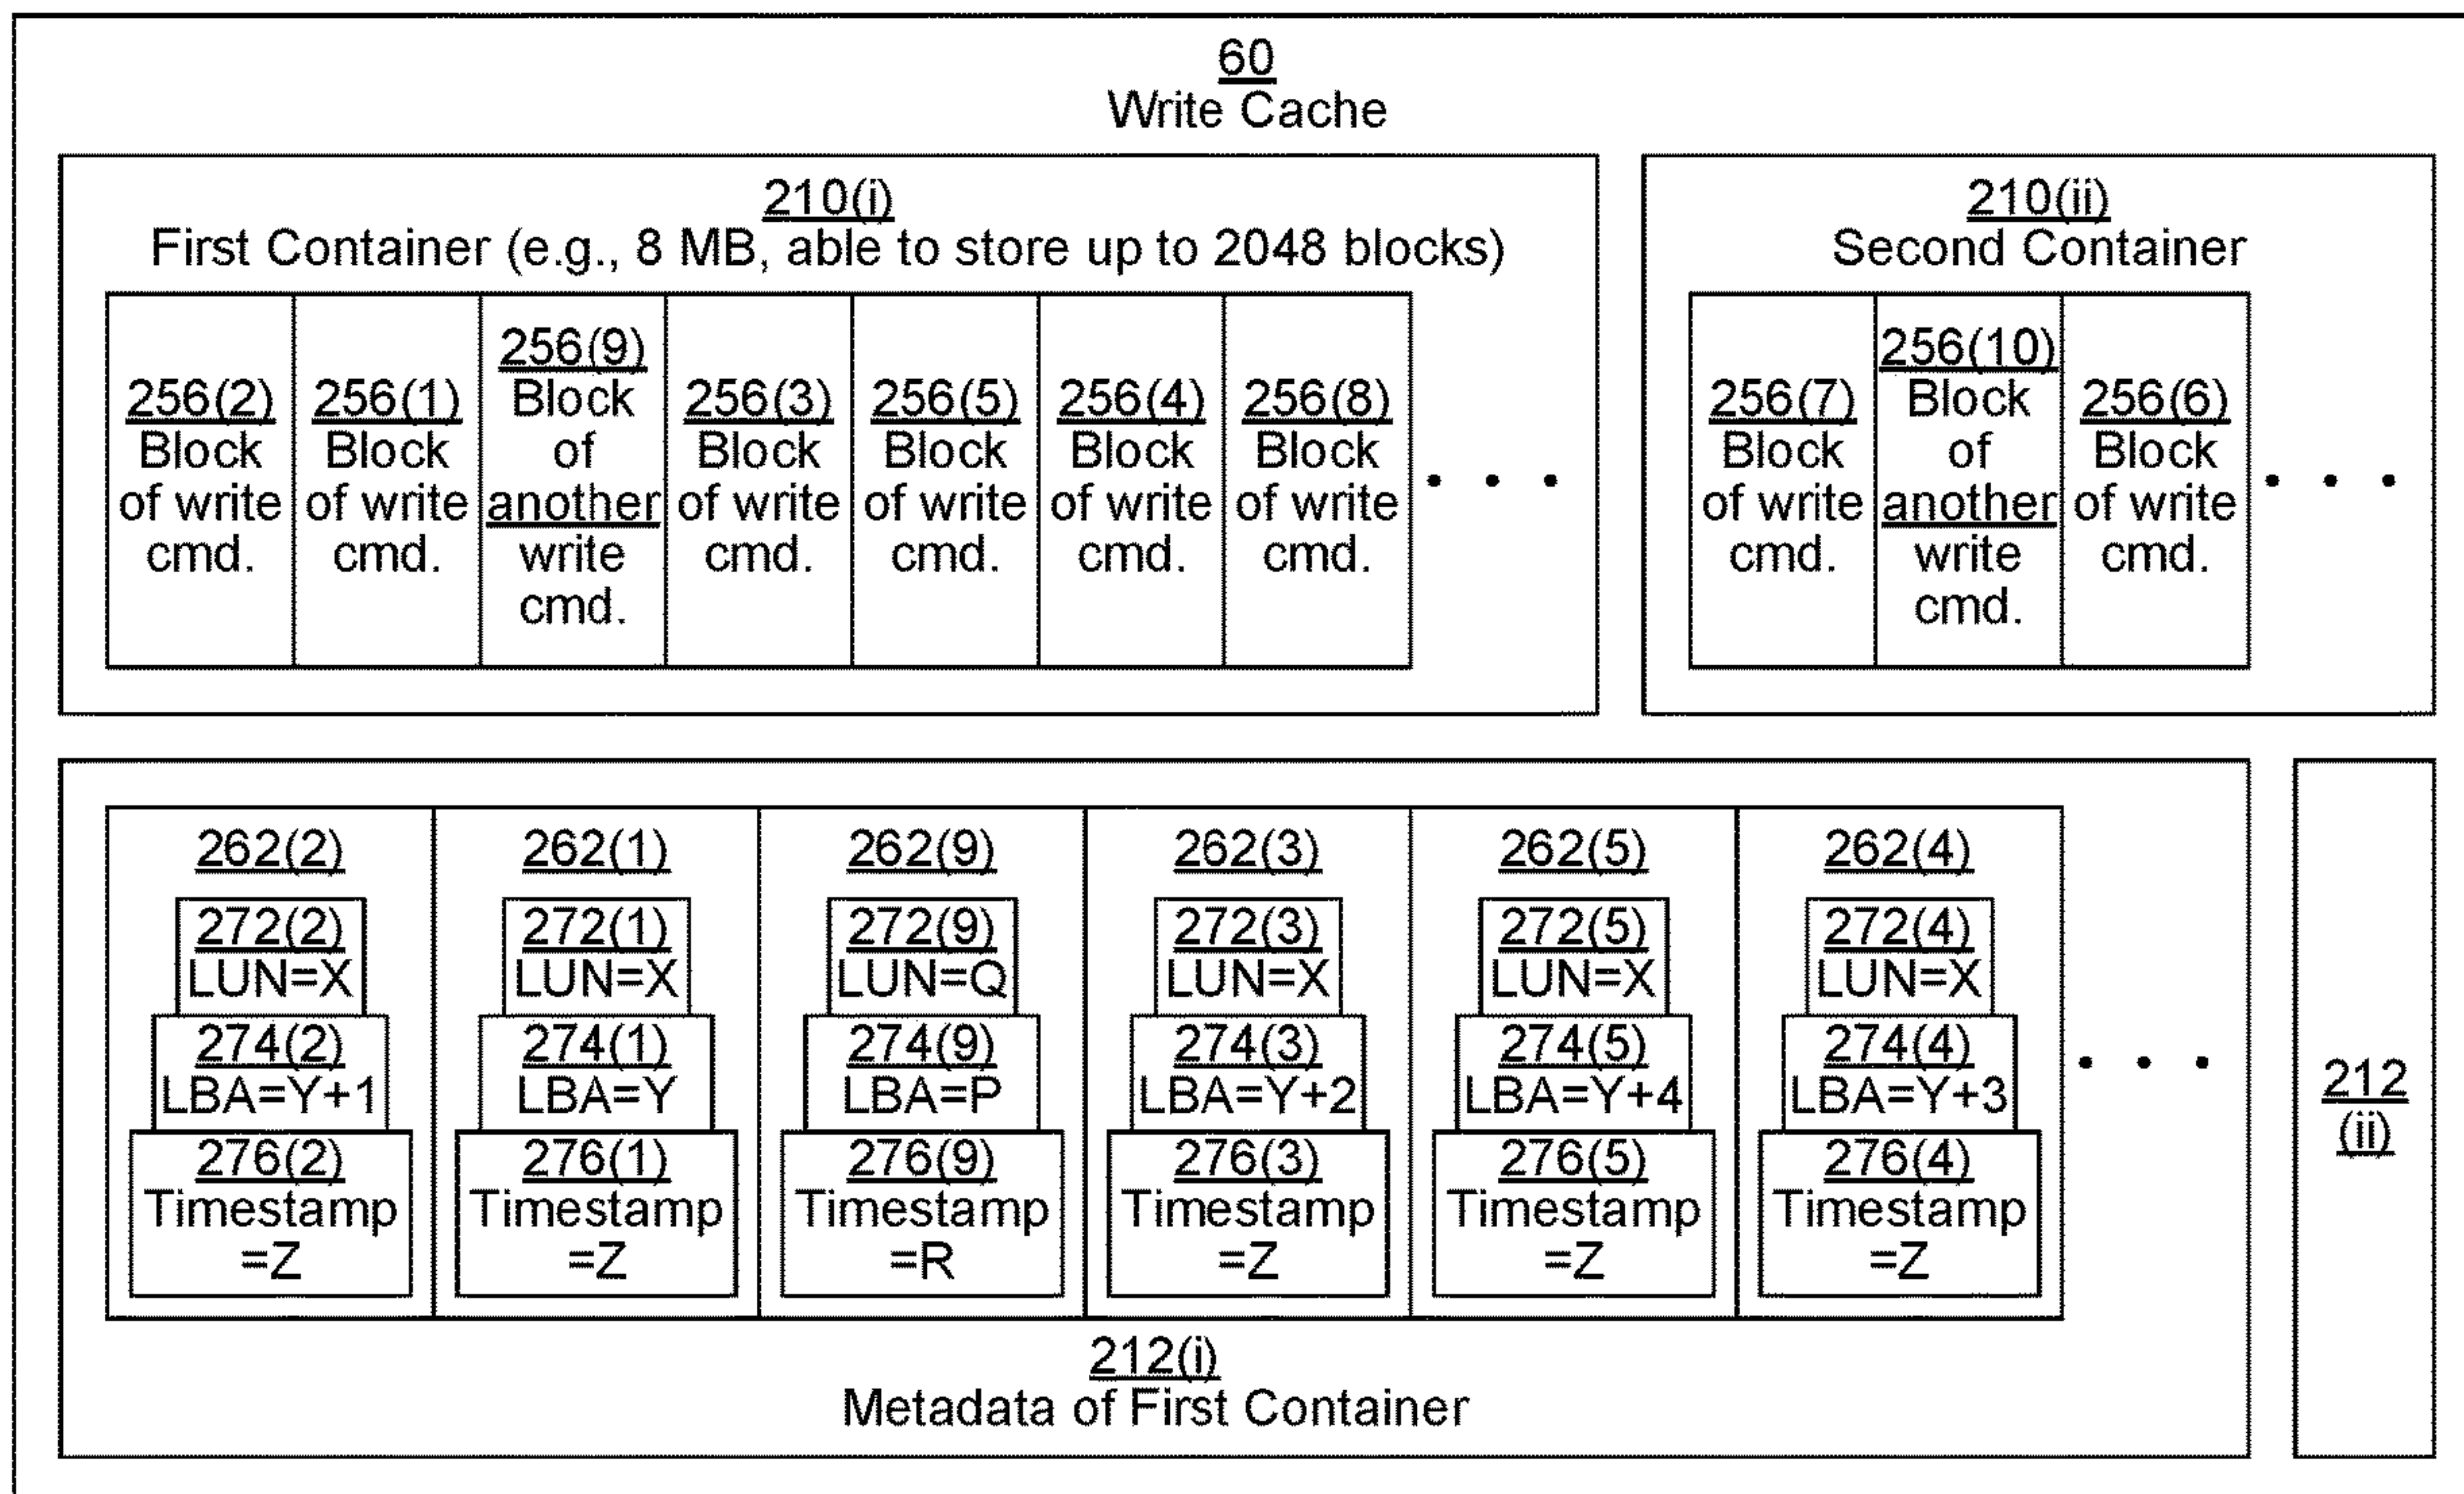 60
Write Cache
210(i)
First Container (e.g., 8 MB, able to store up to 2048 blocks)
256(2)
Block
of write
cmd.
256(1)
Block
of write
cmd.
256(9)
Block
of
another
write
cmd.
256(3)
Block
of write
cmd.
256(5)
Block
of write
cmd.
256(4)
Block
of write
cmd.
256(8)
Block
of write
cmd.
• • •
210(ii)
Second Container
256(7)
Block
of write
cmd.
256(10)
Block
of
another
write
cmd.
256(6)
Block
of write
cmd.
• • •
262(2)
272(2)
LUN=X
274(2)
LBA=Y+1
276(2)
Timestamp
=Z
262(1)
272(1)
LUN=X
274(1)
LBA=Y
276(1)
Timestamp
=Z
262(9)
272(9)
LUN=Q
274(9)
LBA=P
276(9)
Timestamp
=R
262(3)
272(3)
LUN=X
274(3)
LBA=Y+2
276(3)
Timestamp
=Z
262(5)
272(5)
LUN=X
274(5)
LBA=Y+4
276(5)
Timestamp
=Z
262(4)
272(4)
LUN=X
274(4)
LBA=Y+3
276(4)
Timestamp
=Z
• • •
212(i)
Metadata of First Container
212
(ii)